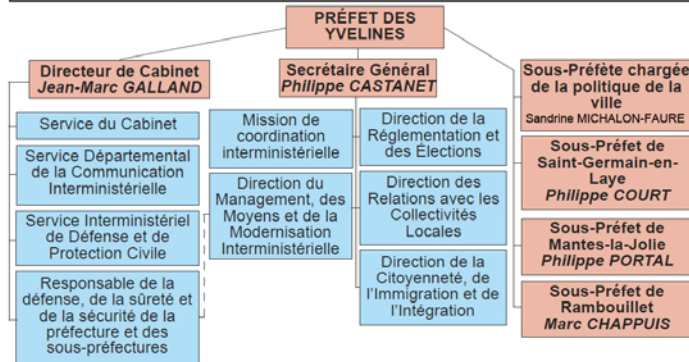 PRÉFET DES
YVELINES
Directeur de Cabinet
Jean-Marc GALLAND
Service du Cabinet
Service Départemental
de la Communication
Interministérielle
Service Interministériel
de Défense et de
Protection Civile
Responsable de la
défense, de la sûreté et
de la sécurité de la
préfecture et des
sous-préfectures
Secrétaire Général
Philippe CASTANET
Mission de
coordination
interministérielle
Direction du
Management, des
Moyens et de la
Modernisation
Interministérielle
Direction de la
Réglementation et
des Élections
Direction des
Relations avec les
Collectivités
Locales
Direction de la
Citoyenneté, de
l'Immigration et de
l'Intégration
Sous-Préfète chargée
de la politique de la
ville
Sandrine MICHALON-FAURE
Sous-Préfet de
Saint-Germain-en-
Laye
Philippe COURT
Sous-Préfet de
Mantes-la-Jolie
Philippe PORTAL
Sous-Préfet de
Rambouillet
Marc CHAPPUIS